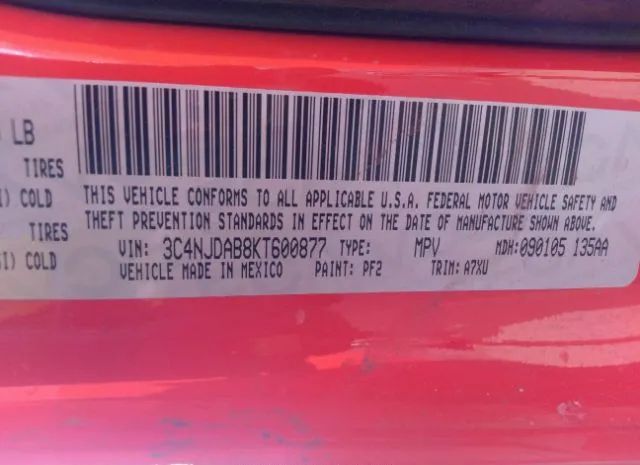 LB
TIRES
COLD
TIRES
COLD
THIS VEHICLE CONFORMS TO ALL APPLICABLE U.S.A. FEDERAL MOTOR VEHICLE SAFETY AND
THEFT PREVENTION STANDARDS IN EFFECT ON THE DATE OF MANUFACTURE SHOWN ABOVE.
VIN: 3C4NJDAB8KT600877 TYPE: MPV MDH:090105 135AA
VEHICLE MADE IN MEXICO PAINT: PF2 TRIM: A7XU